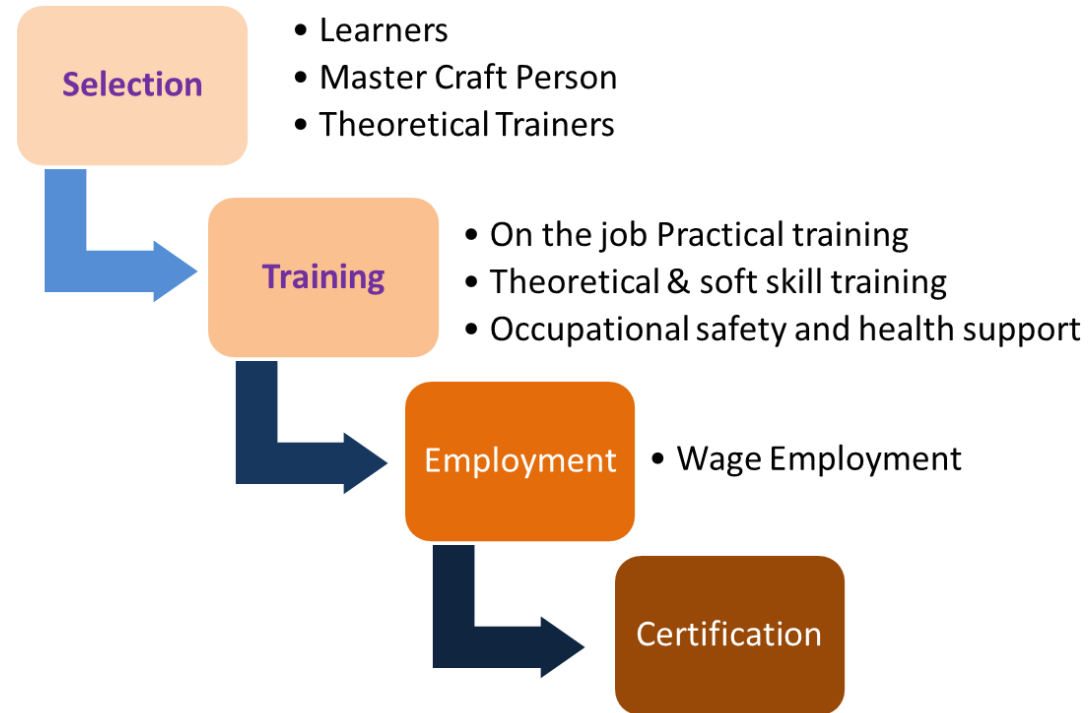 Selection
• Learners
• Master Craft Person
• Theoretical Trainers
Training
• On the job Practical training
• Theoretical & soft skill training
• Occupational safety and health support
Employment
• Wage Employment
Certification